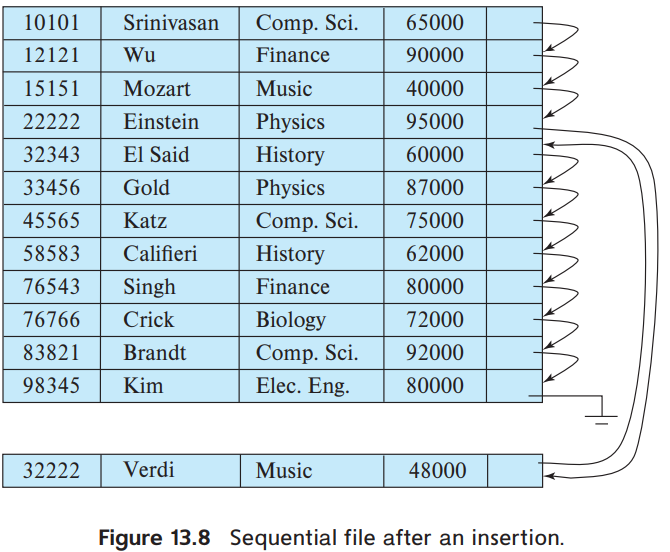 10101 Srinivasan Comp. Sci. 65000
12121 Wu Finance 90000
15151 Mozart Music 40000
22222 Einstein Physics 95000
32343 El Said History 60000
33456 Gold Physics 87000
45565 Katz Comp. Sci. 75000
58583 Califieri History 62000
76543 Singh Finance 80000
76766 Crick Biology 72000
83821 Brandt Comp. Sci. 92000
98345 Kim Elec. Eng. 80000
32222 Verdi Music 48000
Figure 13.8 Sequential file after an insertion.